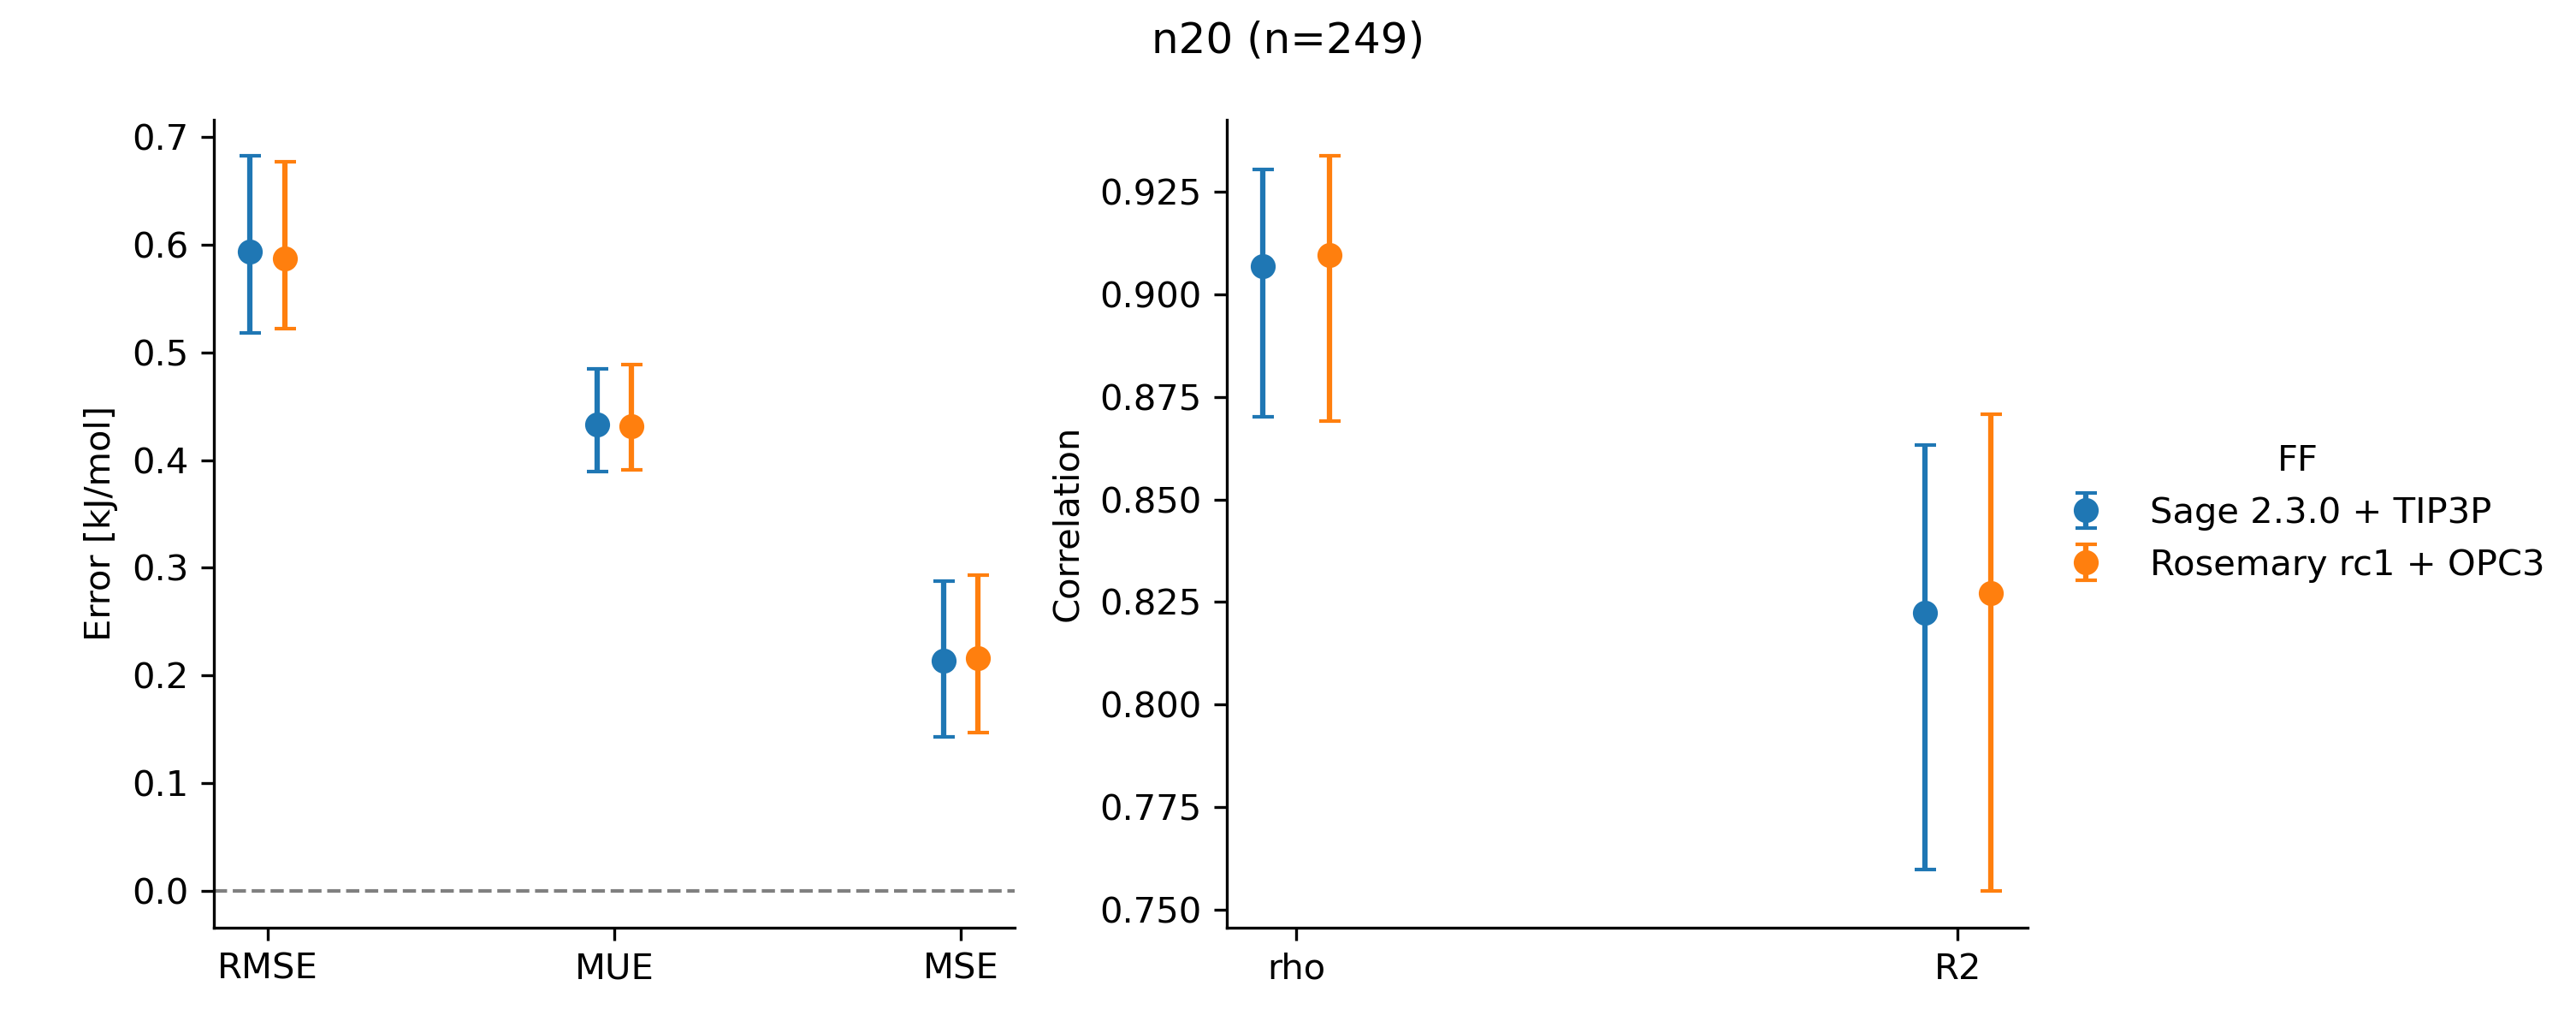 n20 (n=249)
Error [kJ/mol]
0.7
0.6
0.5
0.4
0.3
0.2
0.1
0.0
RMSE
MUE
MSE
Correlation
0.925
0.900
0.875
0.850
0.825
0.800
0.775
0.750
rho
R2
FF
Sage 2.3.0 + TIP3P
Rosemary rc1 + OPC3